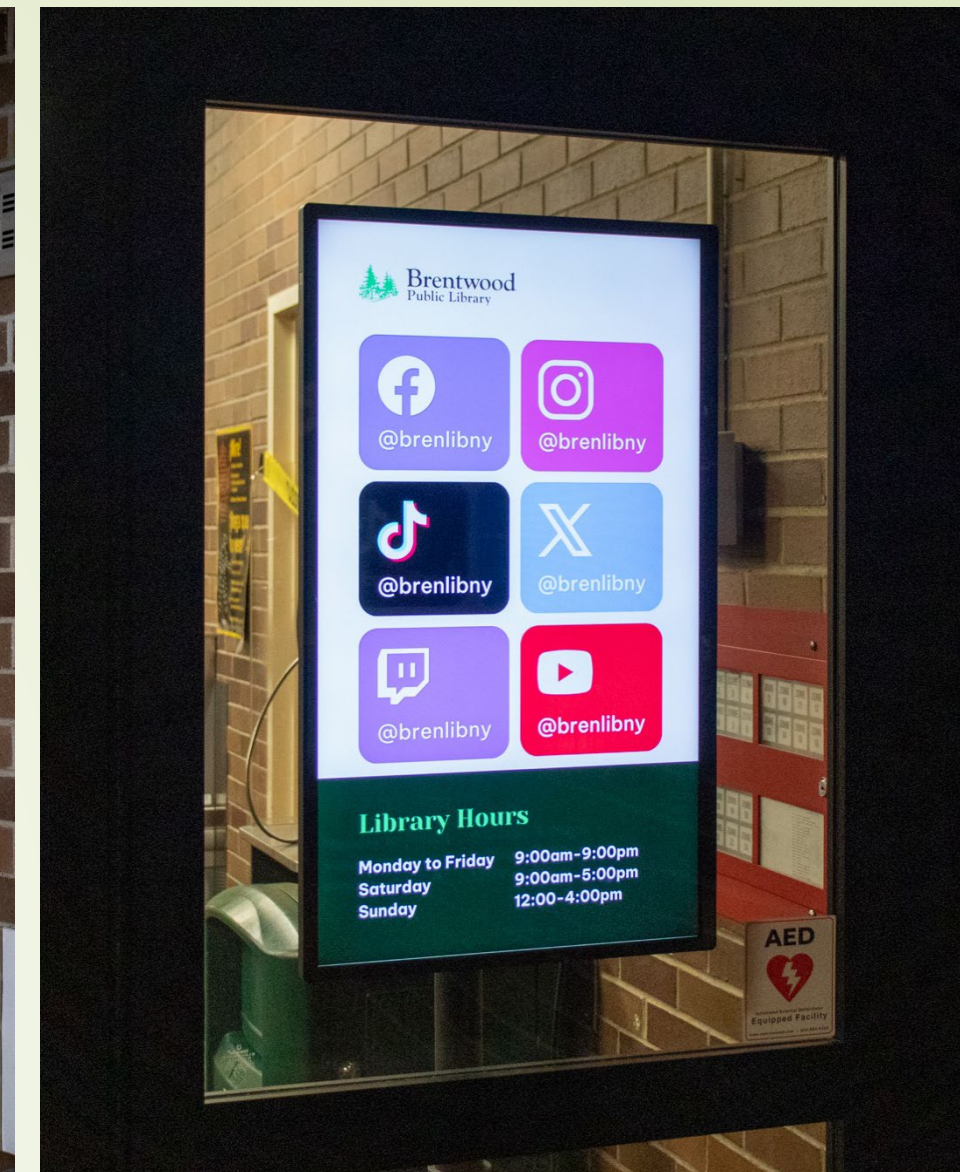 Brentwood
Public Library
@brenlibny
@brenlibny
@brenlibny
@brenlibny
@brenlibny
@brenlibny
Library Hours
Monday to Friday 9:00am-9:00pm
Saturday 9:00am-5:00pm
Sunday 12:00-4:00pm
AED
Equipped Facility